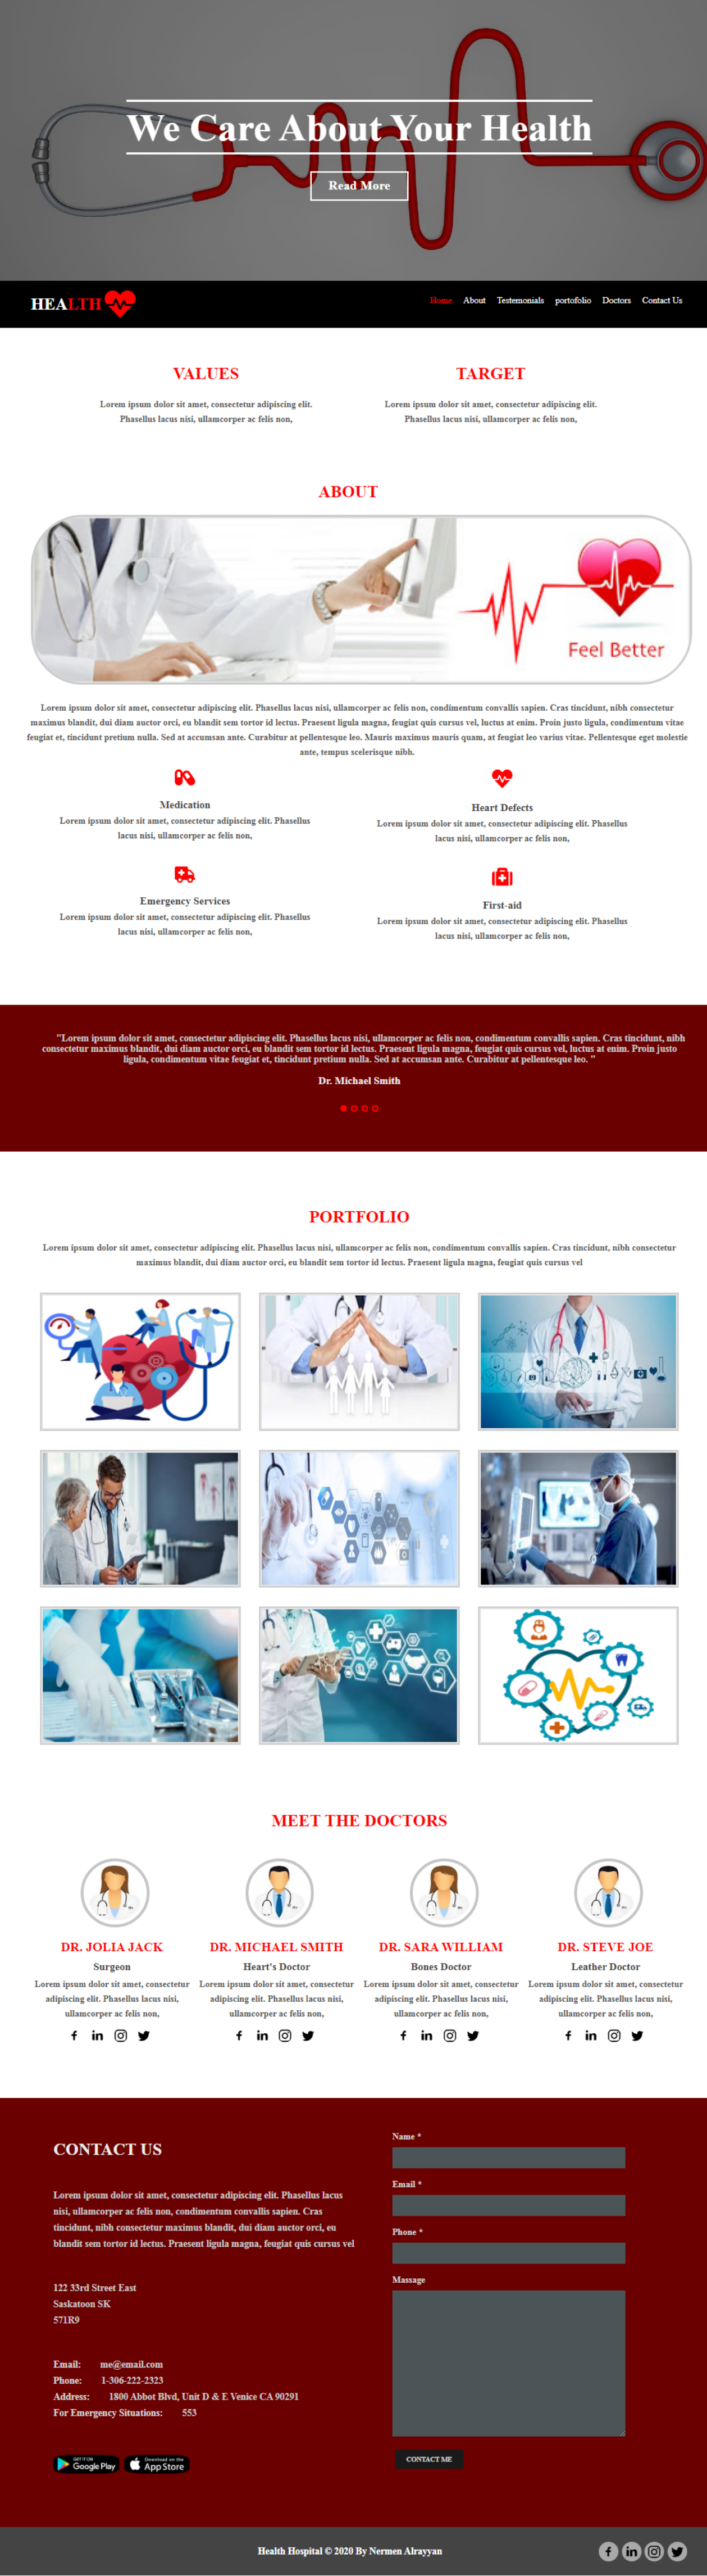 We Care About Your Health
Read More
HEALTH
Home About Testemonials portofolio Doctors Contact Us
VALUES
Lorem ipsum dolor sit amet, consectetur adipiscing elit.
Phasellus lacus nisi, ullamcorper ac felis non,
TARGET
Lorem ipsum dolor sit amet, consectetur adipiscing elit.
Phasellus lacus nisi, ullamcorper ac felis non,
ABOUT
Feel Better
Lorem ipsum dolor sit amet, consectetur adipiscing elit. Phasellus lacus nisi, ullamcorper ac felis non, condimentum convallis sapien. Cras tincidunt, nibh consectetur
maximus blandit, dui diam auctor orci, eu blandit sem tortor id lectus. Praesent ligula magna, feugiat quis cursus vel, luctus at enim. Proin justo ligula, condimentum vitae
feugiat et, tincidunt pretium nulla. Sed at accumsan ante. Curabitur at pellentesque leo. Mauris maximus mauris quam, at feugiat leo varius vitae. Pellentesque eget molestie
ante, tempus scelerisque nibh.
Medication
Lorem ipsum dolor sit amet, consectetur adipiscing elit. Phasellus
lacus nisi, ullamcorper ac felis non,
Heart Defects
Lorem ipsum dolor sit amet, consectetur adipiscing elit. Phasellus
lacus nisi, ullamcorper ac felis non,
Emergency Services
Lorem ipsum dolor sit amet, consectetur adipiscing elit. Phasellus
lacus nisi, ullamcorper ac felis non,
First-aid
Lorem ipsum dolor sit amet, consectetur adipiscing elit. Phasellus
lacus nisi, ullamcorper ac felis non,
"Lorem ipsum dolor sit amet, consectetur adipiscing elit. Phasellus lacus nisi, ullamcorper ac felis non, condimentum convallis sapien. Cras tincidunt, nibh
consectetur maximus blandit, dui diam auctor orci, eu blandit sem tortor id lectus. Praesent ligula magna, feugiat quis cursus vel, luctus at enim. Proin justo
ligula, condimentum vitae feugiat et, tincidunt pretium nulla. Sed at accumsan ante. Curabitur at pellentesque leo. "
Dr. Michael Smith
PORTFOLIO
Lorem ipsum dolor sit amet, consectetur adipiscing elit. Phasellus lacus nisi, ullamcorper ac felis non, condimentum convallis sapien. Cras tincidunt, nibh consectetur
maximus blandit, dui diam auctor orci, eu blandit sem tortor id lectus. Praesent ligula magna, feugiat quis cursus vel
MEET THE DOCTORS
DR. JOLIA JACK
Surgeon
Lorem ipsum dolor sit amet, consectetur
adipiscing elit. Phasellus lacus nisi,
ullamcorper ac felis non,
DR. MICHAEL SMITH
Heart's Doctor
Lorem ipsum dolor sit amet, consectetur
adipiscing elit. Phasellus lacus nisi,
ullamcorper ac felis non,
DR. SARA WILLIAM
Bones Doctor
Lorem ipsum dolor sit amet, consectetur
adipiscing elit. Phasellus lacus nisi,
ullamcorper ac felis non,
DR. STEVE JOE
Leather Doctor
Lorem ipsum dolor sit amet, consectetur
adipiscing elit. Phasellus lacus nisi,
ullamcorper ac felis non,
CONTACT US
Lorem ipsum dolor sit amet, consectetur adipiscing elit. Phasellus lacus
nisi, ullamcorper ac felis non, condimentum convallis sapien. Cras
tincidunt, nibh consectetur maximus blandit, dui diam auctor orci, eu
blandit sem tortor id lectus. Praesent ligula magna, feugiat quis cursus vel
122 33rd Street East
Saskatoon SK
571R9
Email: me@email.com
Phone: 1-306-222-2323
Address: 1800 Abbot Blvd, Unit D & E Venice CA 90291
For Emergency Situations: 553
GET IT ON
Google Play
Download on the
App Store
Name *
Email *
Phone *
Massage
CONTACT ME
Health Hospital © 2020 By Nermen Alrayyan